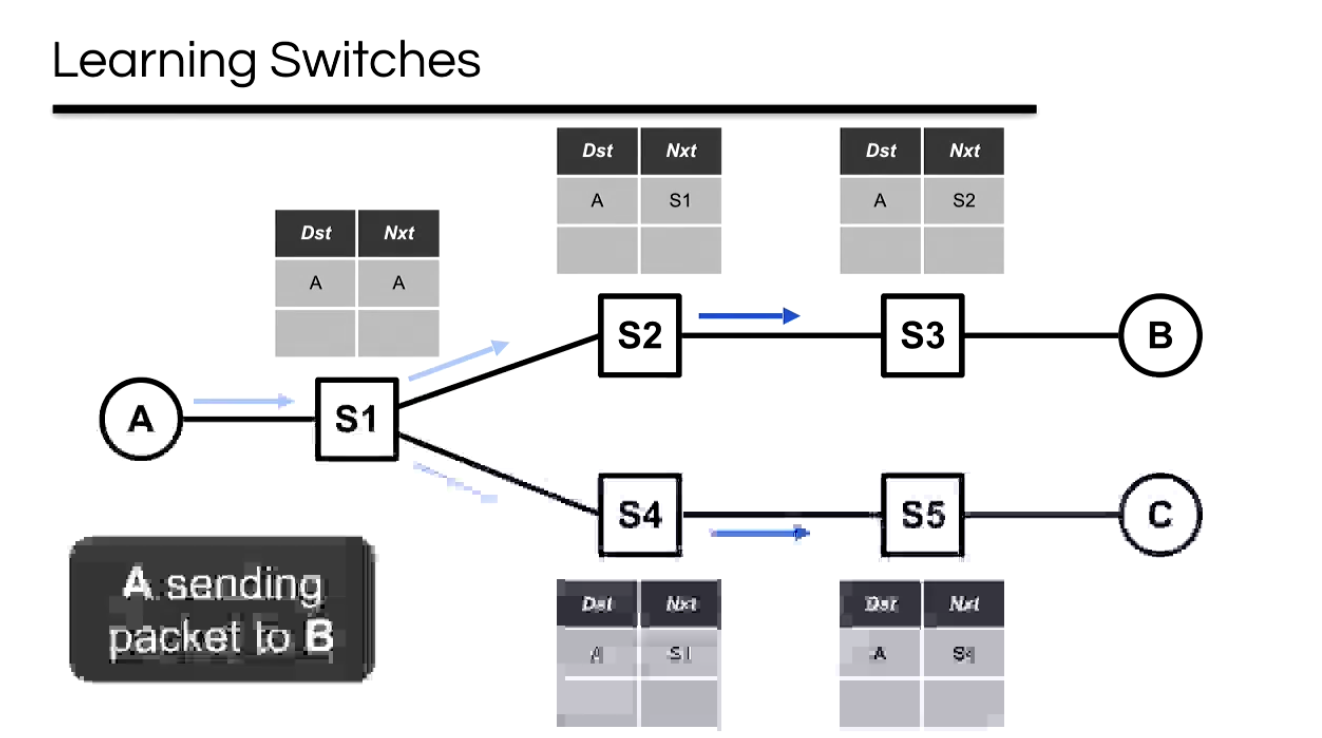 Learning Switches
Dst Nxt
A S1
Dst Nxt
A S2
Dst Nxt
A A
S2
S3
B
A
S1
S4
S5
C
A sending
packet to B
Dst Nxt
A S1
Dst Nxt
A S4